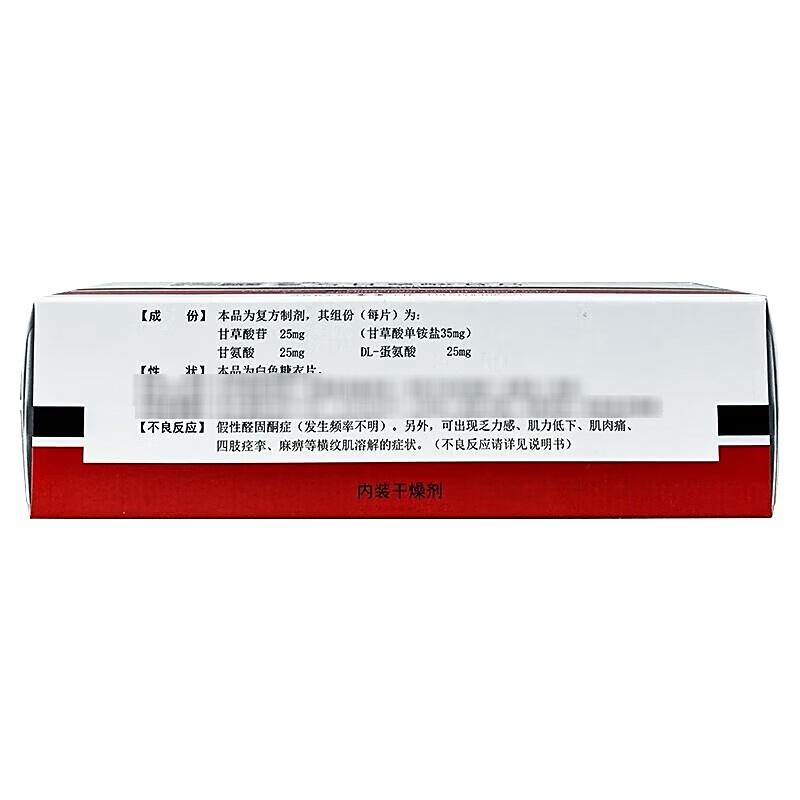 【成　份】本品为复方制剂，其组份（每片）为：
甘草酸苷 25mg （甘草酸单铵盐35mg）
甘氨酸 25mg DL-蛋氨酸 25mg
【性　状】本品为白色糖衣片。
【不良反应】假性醛固酮症（发生频率不明）。另外，可出现乏力感、肌力低下、肌肉痛、
四肢痉挛、麻痹等横纹肌溶解的症状。（不良反应请详见说明书）
内装干燥剂